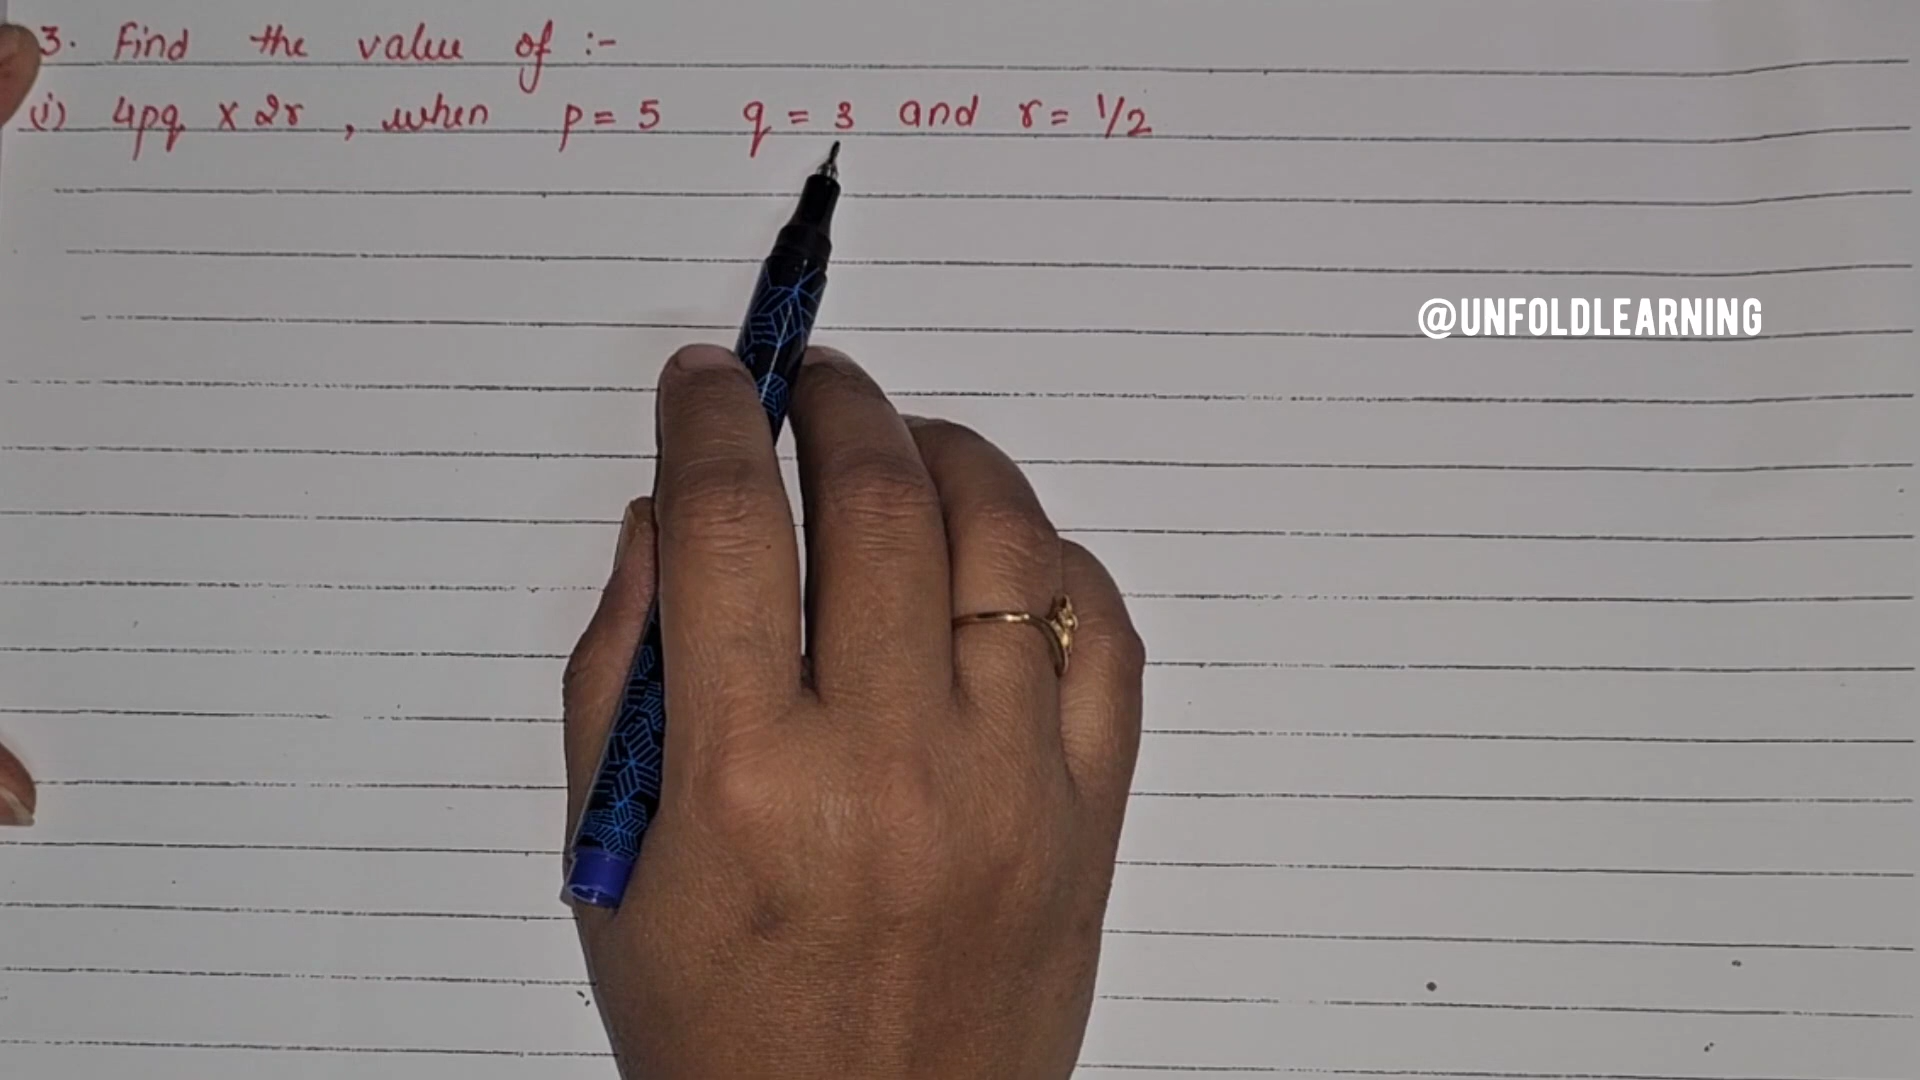 3. Find the value of :-
(i) 4pq x 2r, when p = 5 q = 3 and r = 1/2
@UNFOLDLEARNING